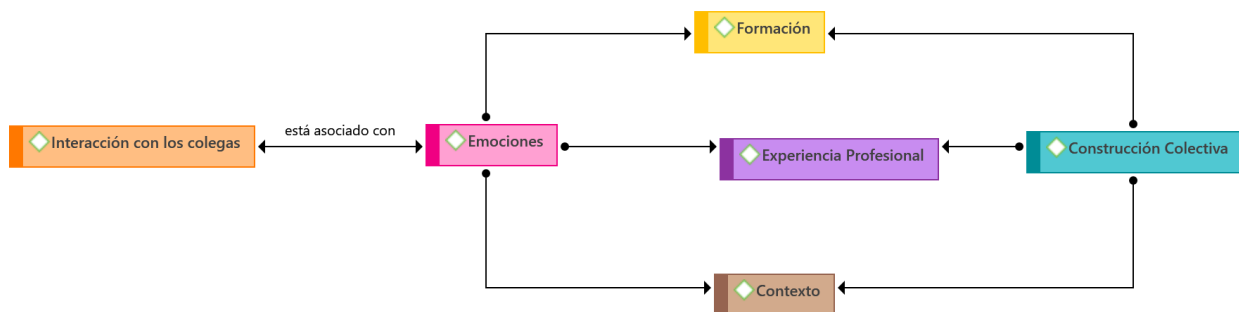 Formación
está asociado con
Interacción con los colegas
Emociones
Experiencia Profesional
Construcción Colectiva
Contexto